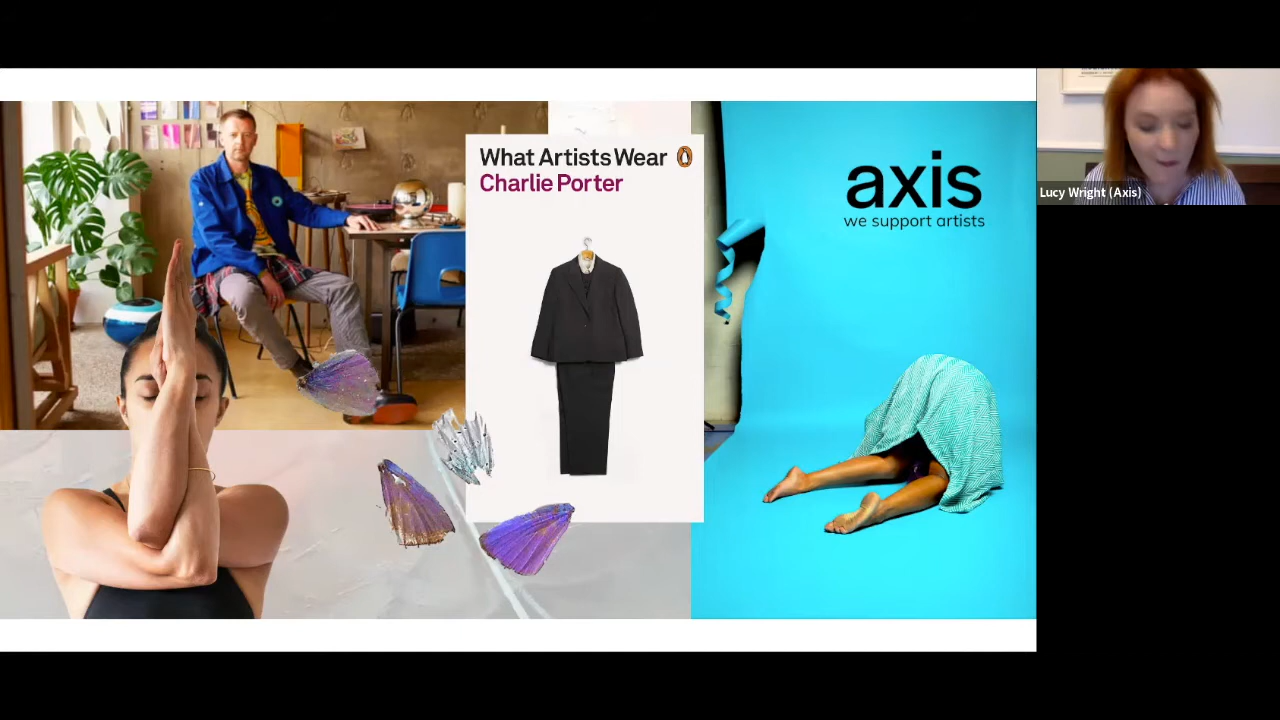 What Artists Wear
Charlie Porter
axis
we support artists
Lucy Wright (Axis)